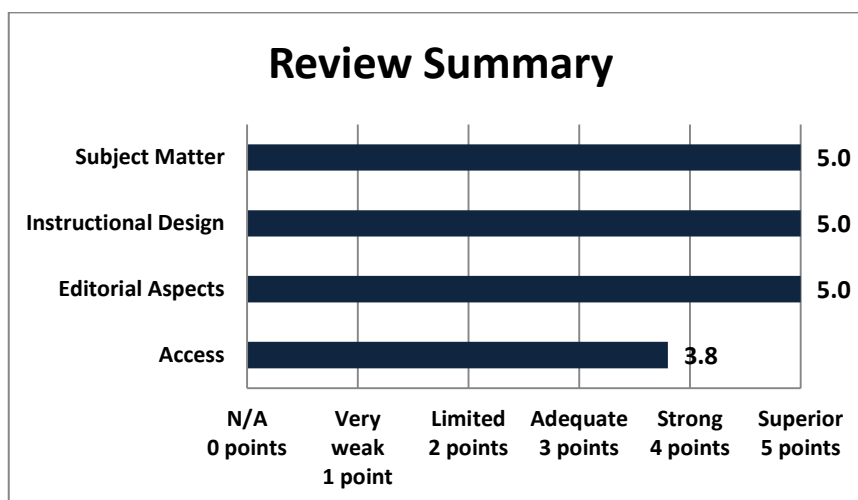 Review Summary
Subject Matter 5.0
Instructional Design 5.0
Editorial Aspects 5.0
Access 3.8
N/A Very Limited Adequate Strong Superior
0 points weak 2 points 3 points 4 points 5 points
1 point